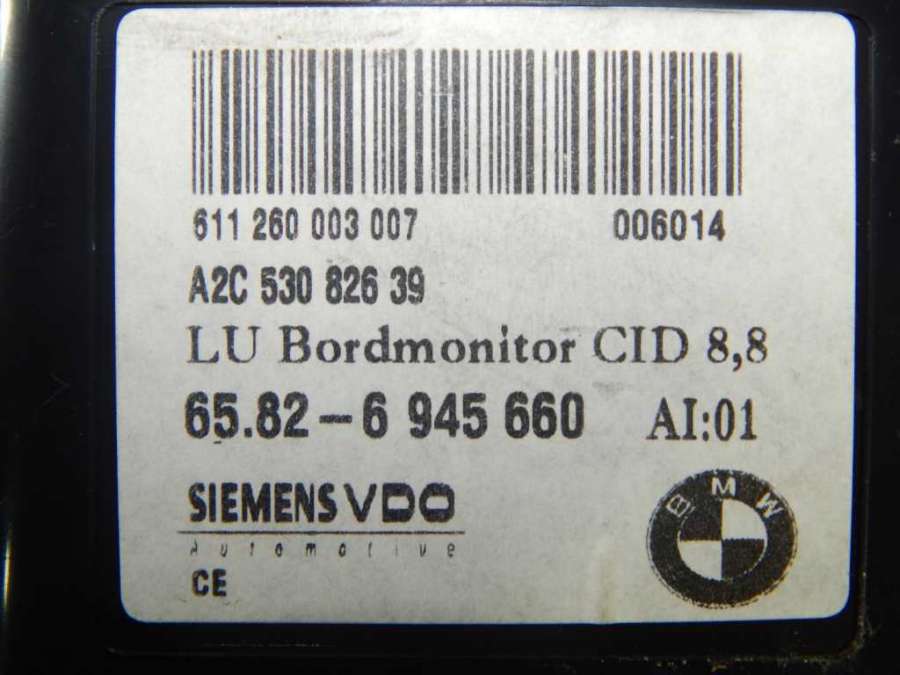 611 260 003 007 006014
A2C 530 826 39
LU Bordmonitor CID 8,8
65.82-6 945 660 AI:01
SIEMENS VDO
Automotive
CE
BMW